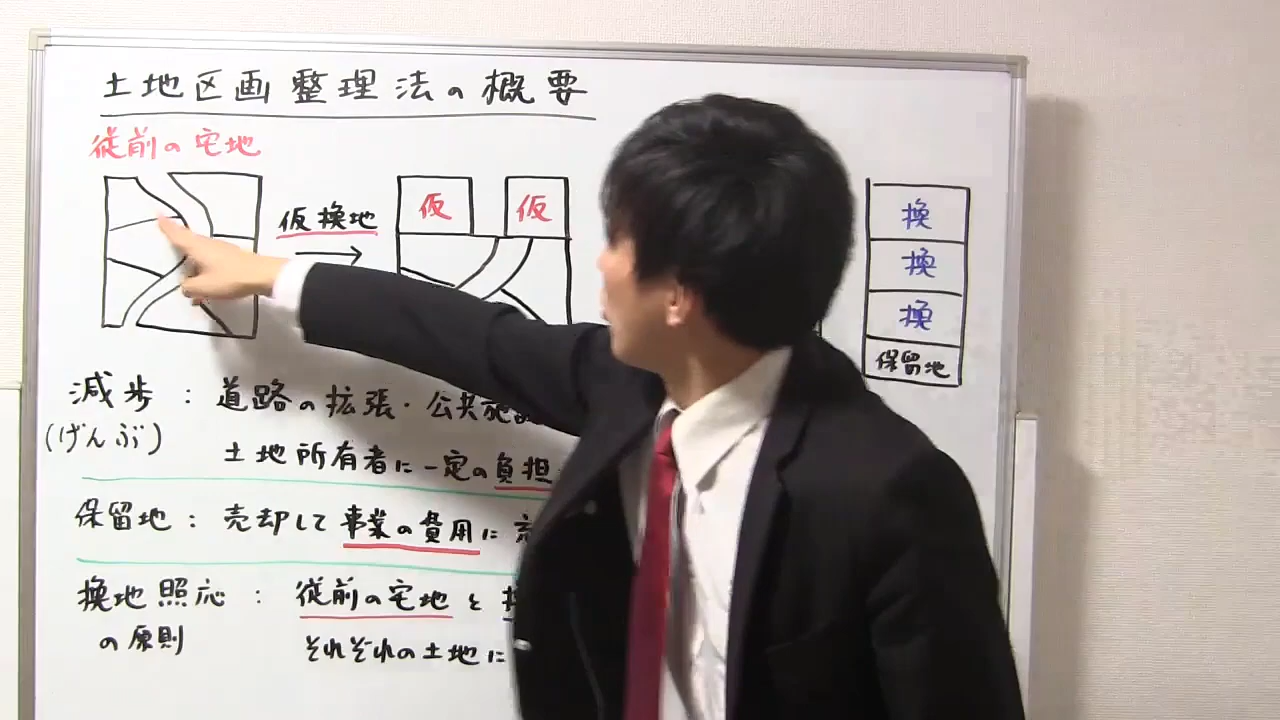 土地区画整理法の概要
従前の宅地
仮換地
仮 仮
換
換
換
保留地
減歩：道路の拡張・公共施設
(げんぶ)
土地所有者に一定の負担
保留地：売却して事業の費用に
換地照応：従前の宅地と
の原則
それぞれの土地に